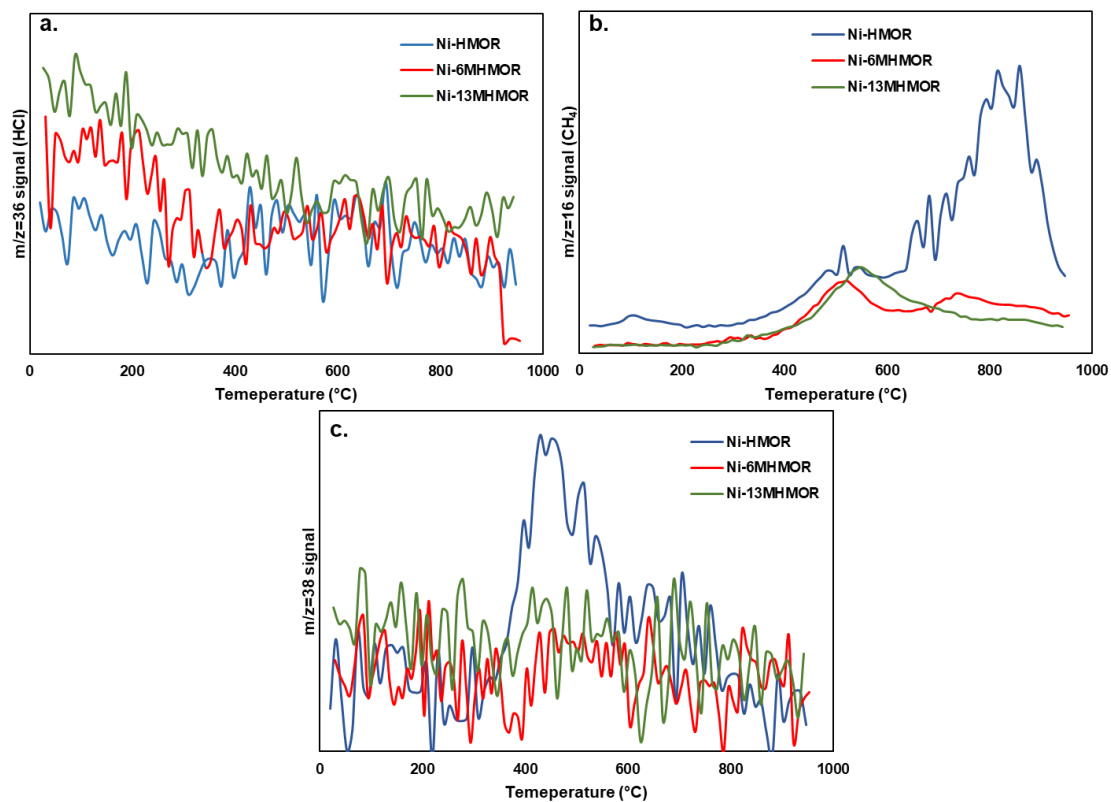 a.
Ni-HMOR
Ni-6MHMOR
Ni-13MHMOR
m/z=36 signal (HCl)
0 200 400 600 800 1000
Temeperature (°C)
b.
Ni-HMOR
Ni-6MHMOR
Ni-13MHMOR
m/z=16 signal (CH₄)
0 200 400 600 800 1000
Temeperature (°C)
c.
Ni-HMOR
Ni-6MHMOR
Ni-13MHMOR
m/z=38 signal
0 200 400 600 800 1000
Temeperature (°C)